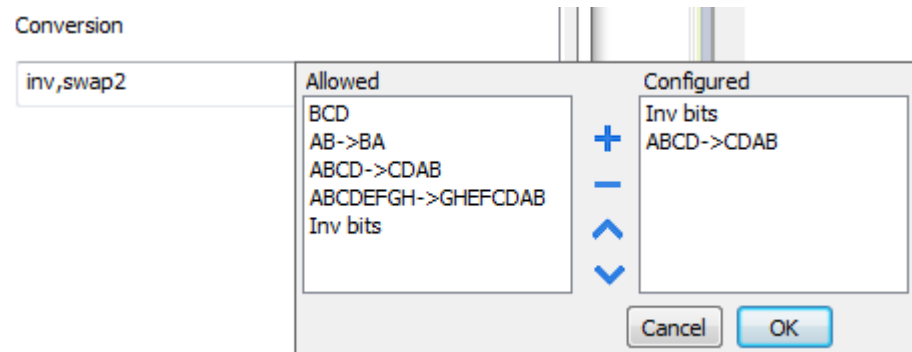 Conversion
inv,swap2
Allowed
BCD
AB->BA
ABCD->CDAB
ABCDEFGH->GHEFCDAB
Inv bits
Configured
Inv bits
ABCD->CDAB
Cancel
OK